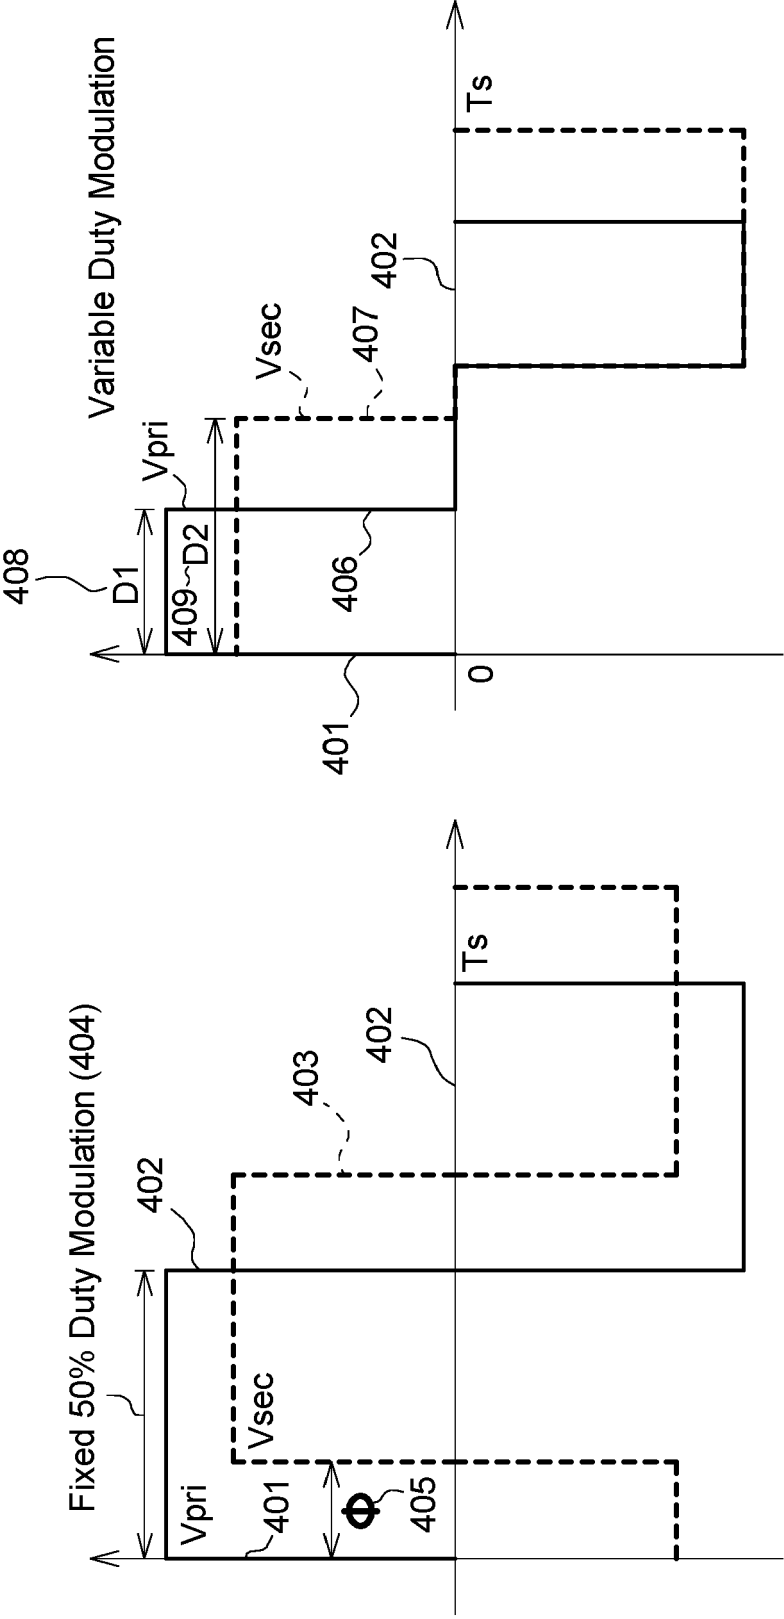 Fixed 50% Duty Modulation (404)
402
Vpri
401
Vsec
Φ
405
403
402
Ts
Variable Duty Modulation
408
D1
Vpri
409
D2
Vsec
407
406
402
401
0
Ts